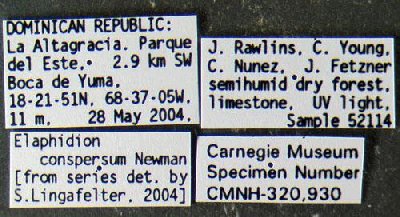 DOMINICAN REPUBLIC:
La Altagracia. Parque
del Este. 2.9 km SW
Boca de Yuma.
18-21-51N, 68-37-05W.
11 m. 28 May 2004.
J. Rawlins, C. Young,
C. Nunez, J. Fetzner
semihumid dry forest,
limestone, UV light,
Sample 52114
Elaphidion
conspersum Newman
[from series det. by
S.Lingafelter, 2004]
Carnegie Museum
Specimen Number
CMNH-320,930